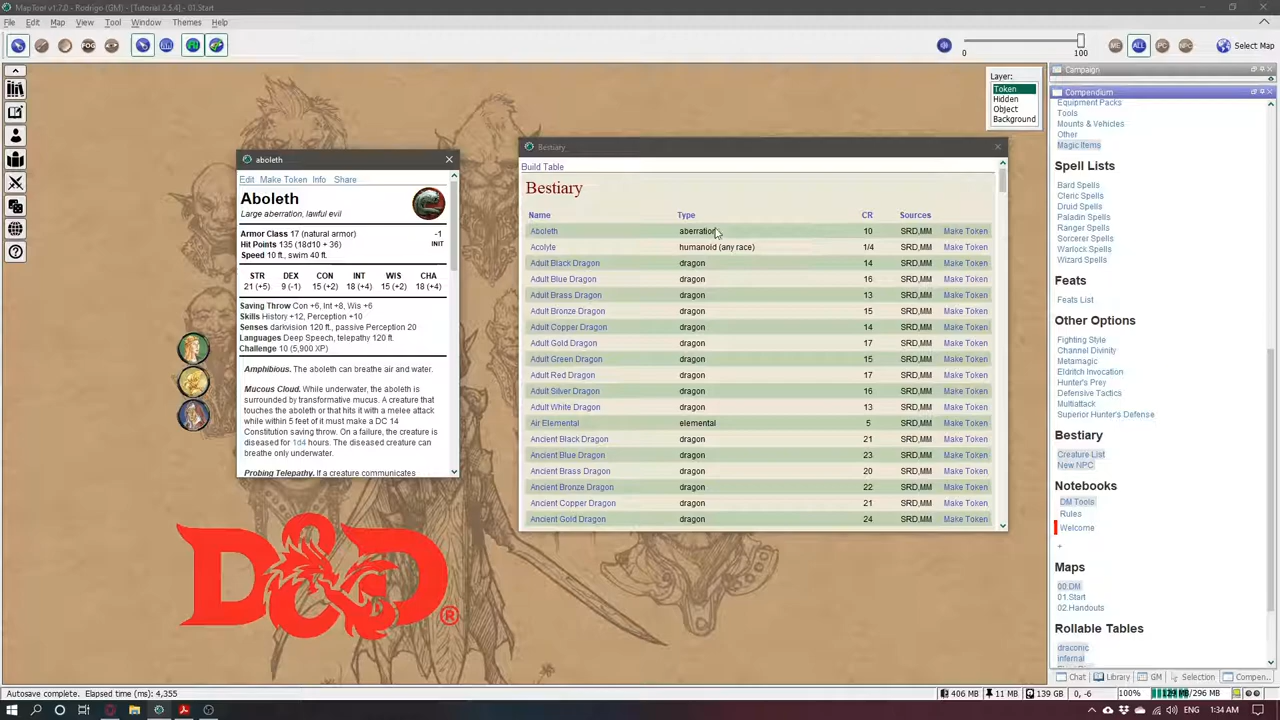 MapTool v1.7.0 - Rodrigo (GM) - [Tutorial 2.5.4] - 01.Start
File Edit Map View Tool Window Themes Help
FOG
0
100
ME
ALL
PC
NPC
Select Map
Layer:
Token
Hidden
Object
Background
aboleth
Edit Make Token Info Share
Aboleth
Large aberration, lawful evil
Armor Class 17 (natural armor) -1
Hit Points 135 (18d10 + 36) INIT
Speed 10 ft., swim 40 ft.
STR DEX CON INT WIS CHA
21 (+5) 9 (-1) 15 (+2) 18 (+4) 15 (+2) 18 (+4)
Saving Throw Con +6, Int +8, Wis +6
Skills History +12, Perception +10
Senses darkvision 120 ft., passive Perception 20
Languages Deep Speech, telepathy 120 ft.
Challenge 10 (5,900 XP)
Amphibious. The aboleth can breathe air and water.
Mucous Cloud. While underwater, the aboleth is
surrounded by transformative mucus. A creature that
touches the aboleth or that hits it with a melee attack
while within 5 feet of it must make a DC 14
Constitution saving throw. On a failure, the creature is
diseased for 1d4 hours. The diseased creature can
breathe only underwater.
Probing Telepathy. If a creature communicates
D&D®
Bestiary
Build Table
Bestiary
Name Type CR Sources
Aboleth aberration 10 SRD,MM Make Token
Acolyte humanoid (any race) 1/4 SRD,MM Make Token
Adult Black Dragon dragon 14 SRD,MM Make Token
Adult Blue Dragon dragon 16 SRD,MM Make Token
Adult Brass Dragon dragon 13 SRD,MM Make Token
Adult Bronze Dragon dragon 15 SRD,MM Make Token
Adult Copper Dragon dragon 14 SRD,MM Make Token
Adult Gold Dragon dragon 17 SRD,MM Make Token
Adult Green Dragon dragon 15 SRD,MM Make Token
Adult Red Dragon dragon 17 SRD,MM Make Token
Adult Silver Dragon dragon 16 SRD,MM Make Token
Adult White Dragon dragon 13 SRD,MM Make Token
Air Elemental elemental 5 SRD,MM Make Token
Ancient Black Dragon dragon 21 SRD,MM Make Token
Ancient Blue Dragon dragon 23 SRD,MM Make Token
Ancient Brass Dragon dragon 20 SRD,MM Make Token
Ancient Bronze Dragon dragon 22 SRD,MM Make Token
Ancient Copper Dragon dragon 21 SRD,MM Make Token
Ancient Gold Dragon dragon 24 SRD,MM Make Token
Campaign
Compendium
Equipment Packs
Tools
Mounts & Vehicles
Other
Magic Items
Spell Lists
Bard Spells
Cleric Spells
Druid Spells
Paladin Spells
Ranger Spells
Sorcerer Spells
Warlock Spells
Wizard Spells
Feats
Feats List
Other Options
Fighting Style
Channel Divinity
Metamagic
Eldritch Invocation
Hunter's Prey
Defensive Tactics
Multiattack
Superior Hunter's Defense
Bestiary
Creature List
New NPC
Notebooks
DM Tools
Rules
Welcome
+
Maps
00.DM
01.Start
02.Handouts
Rollable Tables
draconic
infernal
Chat Library GM Selection Compen...
Autosave complete. Elapsed time (ms): 4,355
406 MB 11 MB 139 GB 0, -6 100% 129 MB/296 MB
ENG 1:34 AM